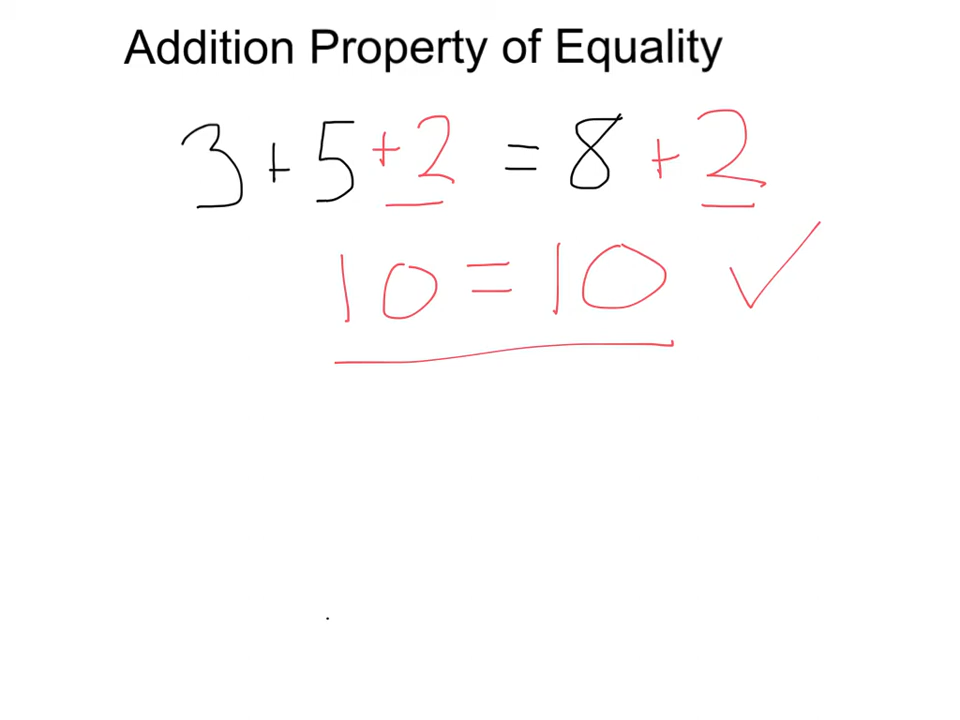 Addition Property of Equality
3 + 5 + 2 = 8 + 2
10 = 10 ✓